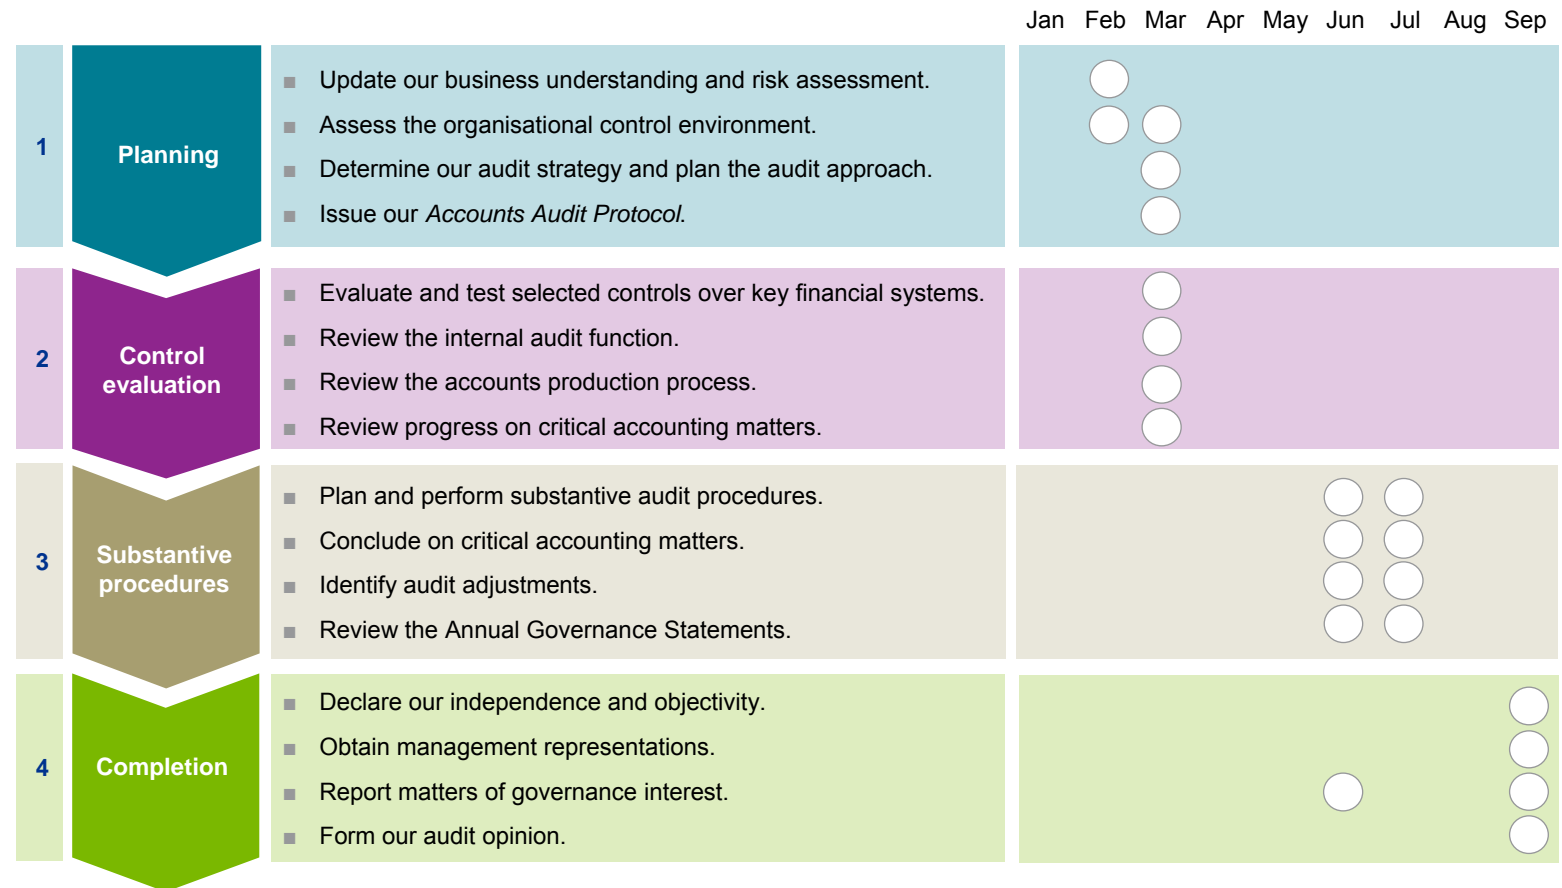 Jan Feb Mar Apr May Jun Jul Aug Sep
1
Planning
■ Update our business understanding and risk assessment.
■ Assess the organisational control environment.
■ Determine our audit strategy and plan the audit approach.
■ Issue our Accounts Audit Protocol.
2
Control
evaluation
■ Evaluate and test selected controls over key financial systems.
■ Review the internal audit function.
■ Review the accounts production process.
■ Review progress on critical accounting matters.
3
Substantive
procedures
■ Plan and perform substantive audit procedures.
■ Conclude on critical accounting matters.
■ Identify audit adjustments.
■ Review the Annual Governance Statements.
4
Completion
■ Declare our independence and objectivity.
■ Obtain management representations.
■ Report matters of governance interest.
■ Form our audit opinion.